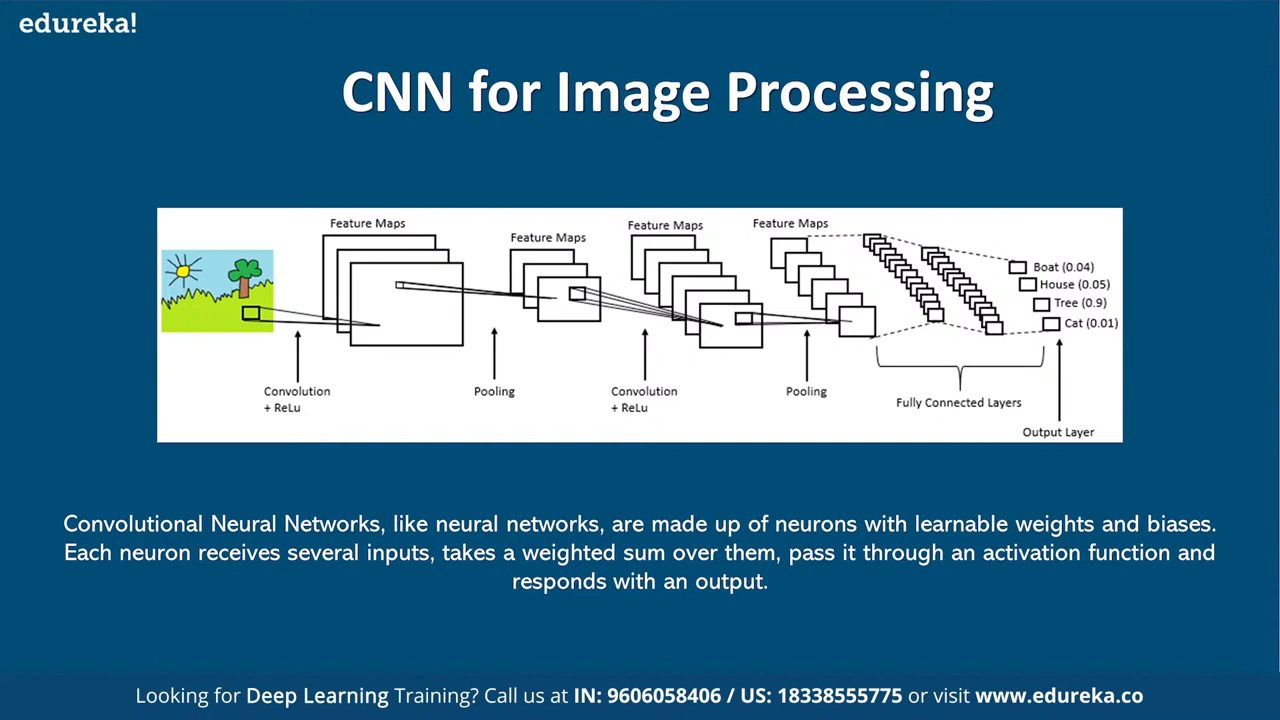 edureka!
CNN for Image Processing
Feature Maps
Feature Maps
Feature Maps
Feature Maps
Boat (0.04)
House (0.05)
Tree (0.9)
Cat (0.01)
Convolution
+ ReLu
Pooling
Convolution
+ ReLu
Pooling
Fully Connected Layers
Output Layer
Convolutional Neural Networks, like neural networks, are made up of neurons with learnable weights and biases.
Each neuron receives several inputs, takes a weighted sum over them, pass it through an activation function and
responds with an output.
Looking for Deep Learning Training? Call us at IN: 9606058406 / US: 18338555775 or visit www.edureka.co